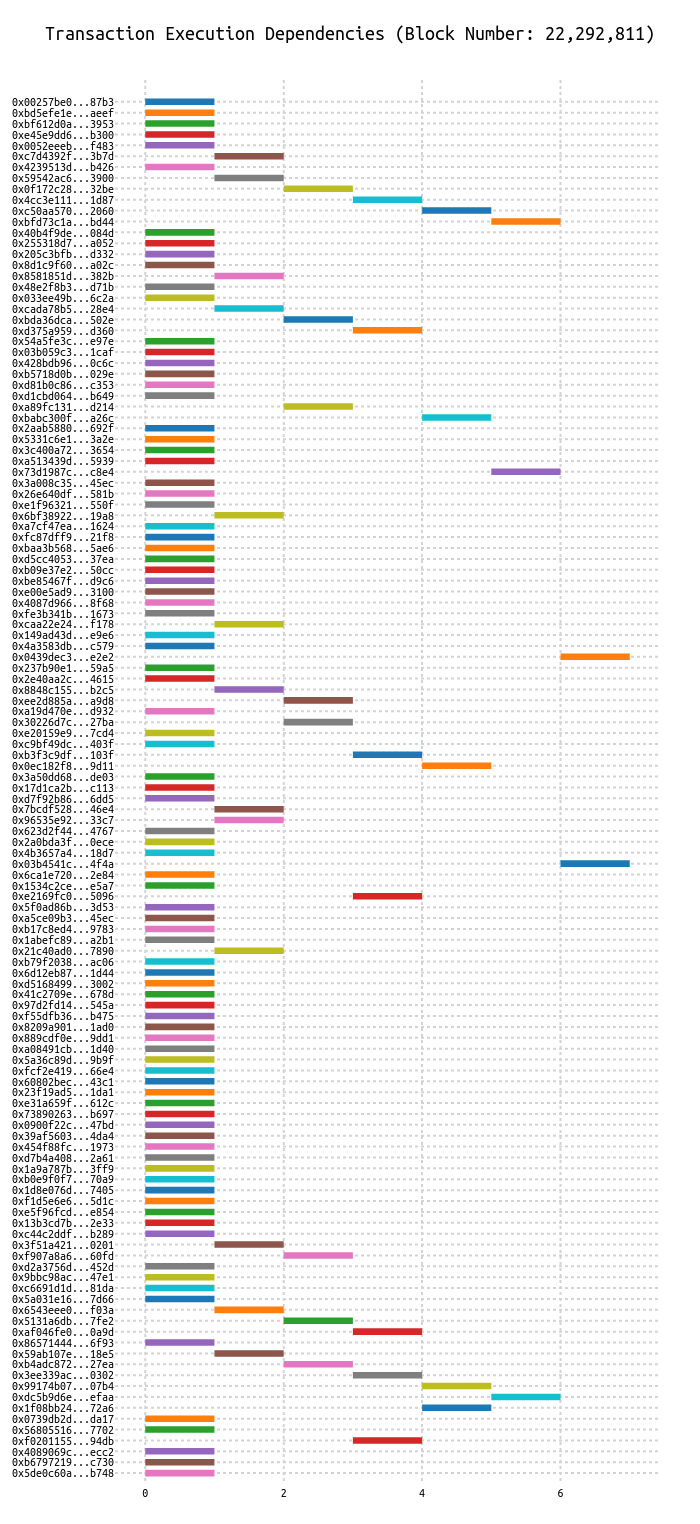 Transaction Execution Dependencies (Block Number: 22,292,811)
0x00257be0...87b3
0xbd5efe1e...aeef
0xbf612d0a...3953
0xe45e9dd6...b300
0x0052eeeb...f483
0xc7d4392f...3b7d
0x4239513d...b426
0x59542ac6...3900
0x0f172c28...32be
0x4cc3e111...1d87
0xc50aa570...2060
0xbfd73c1a...bd44
0x40b4f9de...084d
0x255318d7...a052
0x205c3bfb...d332
0x8d1c9f60...a02c
0x8581851d...382b
0x48e2f8b3...d71b
0x033ee49b...6c2a
0xcada78b5...28e4
0xbda36dca...502e
0xd375a959...d360
0x54a5fe3c...e97e
0x03b059c3...1caf
0x428bdb96...0c6c
0xb5718d0b...029e
0xd81b0c86...c353
0xd1cbd064...b649
0xa89fc131...d214
0xbabc300f...a26c
0x2aab5880...692f
0x5331c6e1...3a2e
0x3c400a72...3654
0xa513439d...5939
0x73d1987c...c8e4
0x3a008c35...45ec
0x26e640df...581b
0xe1f96321...550f
0x6bf38922...19a8
0xa7cf47ea...1624
0xfc87dff9...21f8
0xbaa3b568...5ae6
0xd5cc4053...37ea
0xb09e37e2...50cc
0xbe85467f...d9c6
0xe00e5ad9...3100
0x4087d966...8f68
0xfe3b341b...1673
0xcaa22e24...f178
0x149ad43d...e9e6
0x4a3583db...c579
0x0439dec3...e2e2
0x237b90e1...59a5
0x2e40aa2c...4615
0x8848c155...b2c5
0xee2d885a...a9d8
0xa19d470e...d932
0x30226d7c...27ba
0xe20159e9...7cd4
0xc9bf49dc...403f
0xb3f3c9df...103f
0x0ec182f8...9d11
0x3a50dd68...de03
0x17d1ca2b...c113
0xd7f92b86...6dd5
0x7bcdf528...46e4
0x96535e92...33c7
0x623d2f44...4767
0x2a0bda3f...0ece
0x4b3657a4...18d7
0x03b4541c...4f4a
0x6ca1e720...2e84
0x1534c2ce...e5a7
0xe2169fc0...5096
0x5f0ad86b...3d53
0xa5ce09b3...45ec
0xb17c8ed4...9783
0x1abefc89...a2b1
0x21c40ad0...7890
0xb79f2038...ac06
0x6d12eb87...1d44
0xd5168499...3002
0x41c2709e...678d
0x97d2fd14...545a
0xf55dfb36...b475
0x8209a901...1ad0
0x889cdf0e...9dd1
0xa08491cb...1d40
0x5a36c89d...9b9f
0xfcf2e419...66e4
0x60802bec...43c1
0x23f19ad5...1da1
0xe31a659f...612c
0x73890263...b697
0x0900f22c...47bd
0x39af5603...4da4
0x454f88fc...1973
0xd7b4a408...2a61
0x1a9a787b...3ff9
0xb0e9f0f7...70a9
0x1d8e076d...7405
0xf1d5e6e6...5d1c
0xe5f96fcd...e854
0x13b3cd7b...2e33
0xc44c2ddf...b289
0x3f51a421...0201
0xf907a8a6...60fd
0xd2a3756d...452d
0x9bbc98ac...47e1
0xc6691d1d...81da
0x5a031e16...7d66
0x6543eee0...f03a
0x5131a6db...7fe2
0xaf046fe0...0a9d
0x86571444...6f93
0x59ab107e...18e5
0xb4adc872...27ea
0x3ee339ac...0302
0x99174b07...07b4
0xdc5b9d6e...efaa
0x1f08bb24...72a6
0x0739db2d...da17
0x56805516...7702
0xf0201155...94db
0x4089069c...ecc2
0xb6797219...c730
0x5de0c60a...b748
0 2 4 6